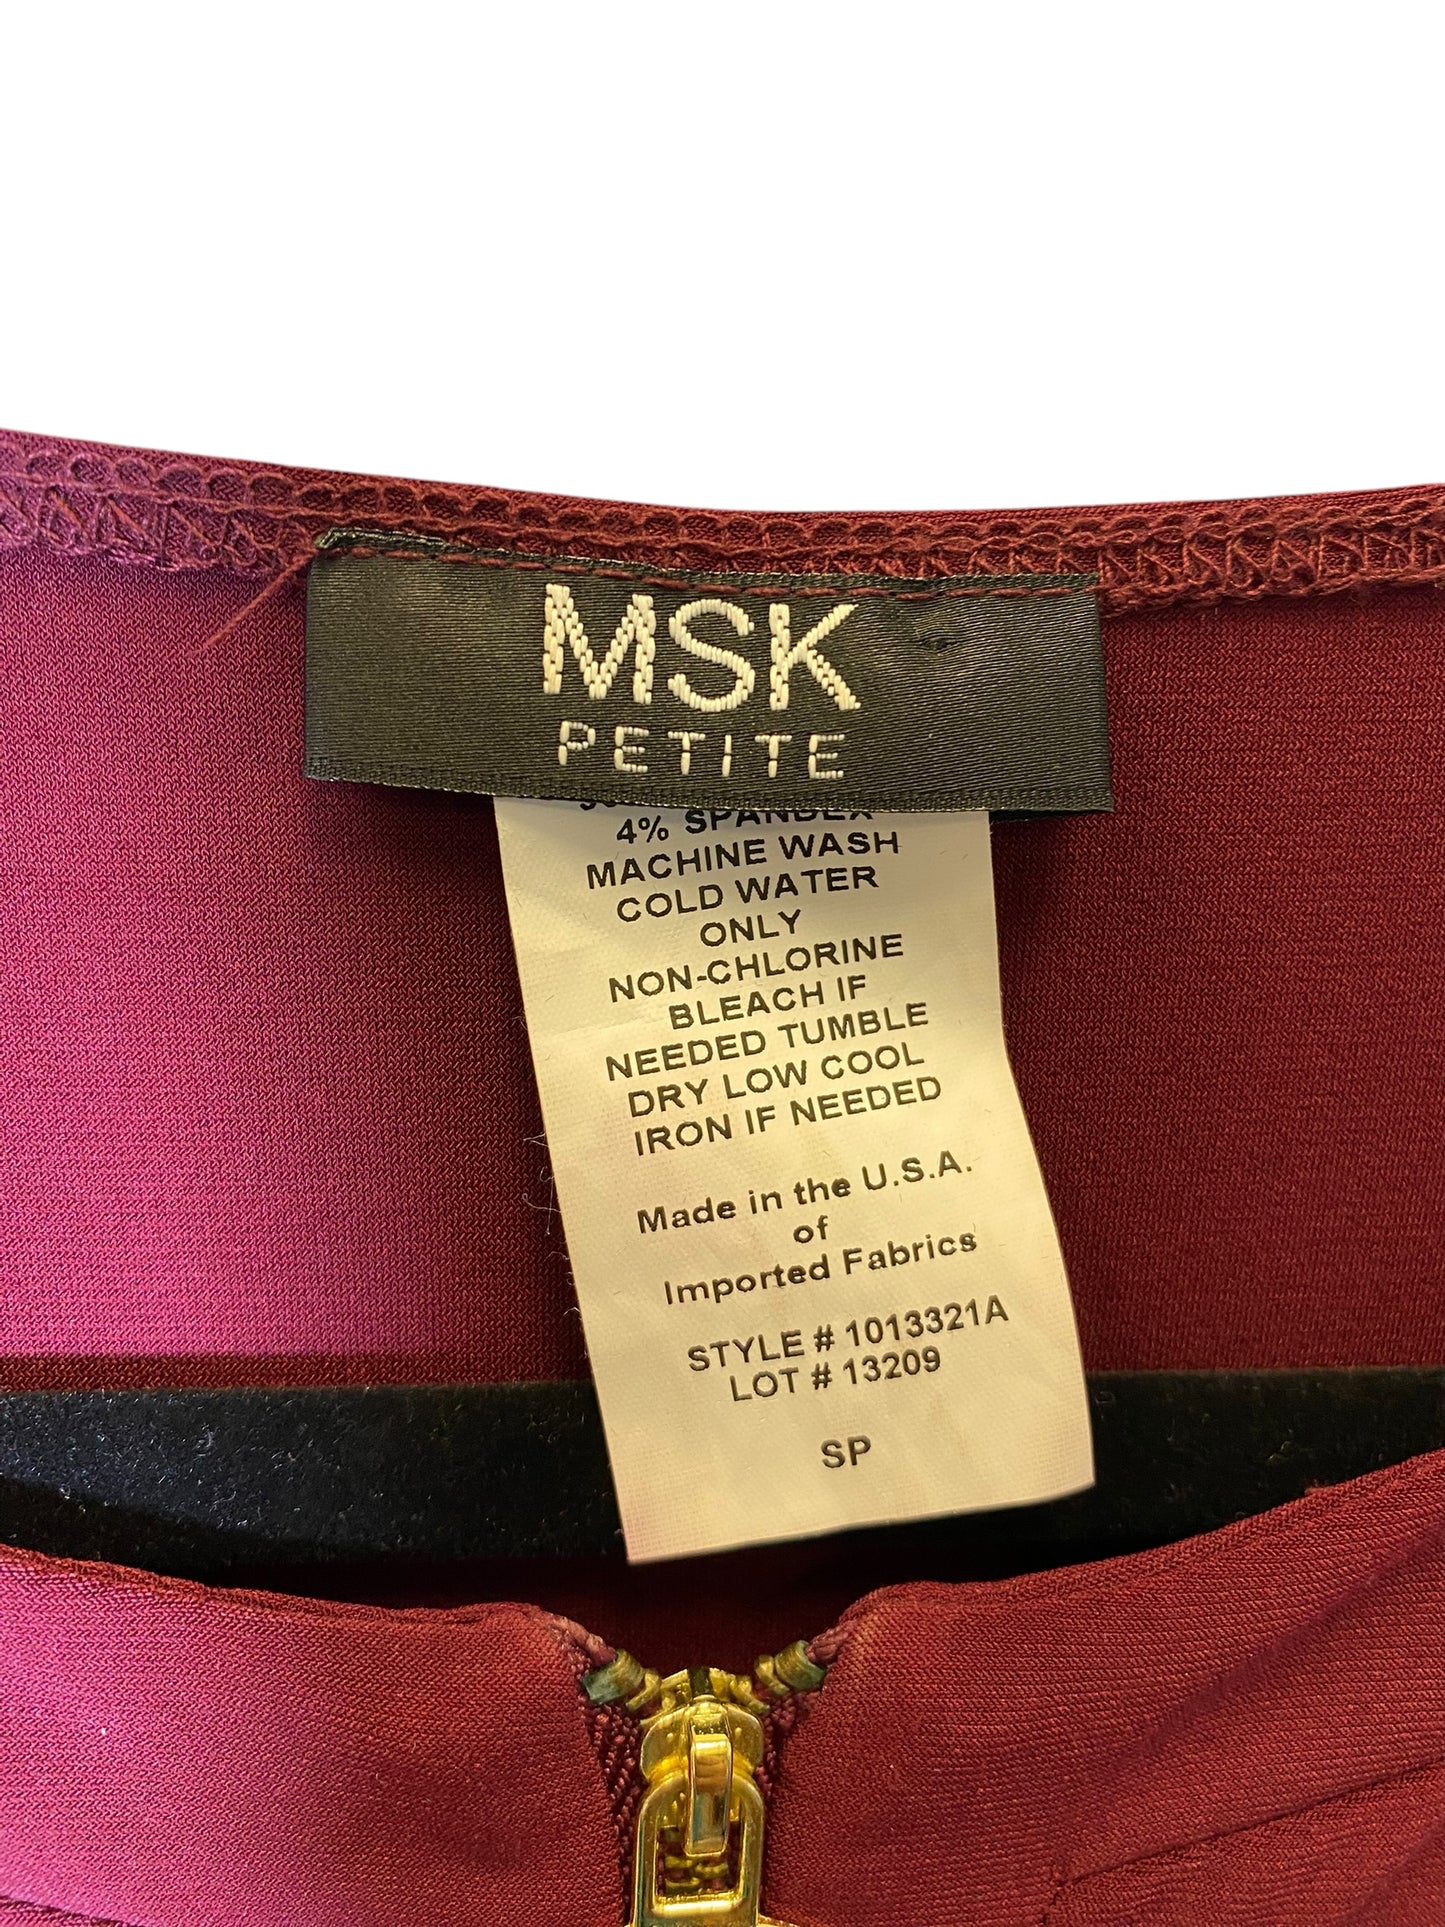 MSK
PETITE
4% SPANDEX
MACHINE WASH
COLD WATER
ONLY
NON-CHLORINE
BLEACH IF
NEEDED TUMBLE
DRY LOW COOL
IRON IF NEEDED
Made in the U.S.A.
of
Imported Fabrics
STYLE # 1013321A
LOT # 13209
SP